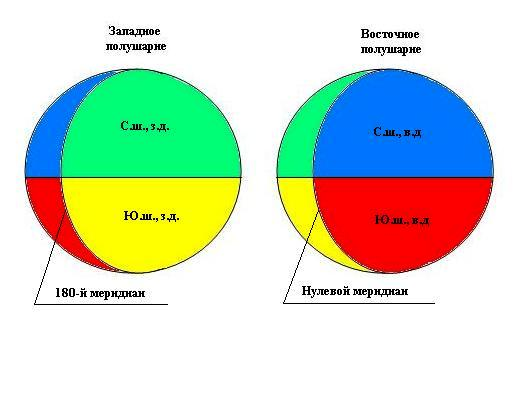 Западное
полушарие
Восточное
полушарие
С.ш., з.д.
С.ш., в.д
Ю.ш., з.д.
Ю.ш., в.д
180-й меридиан
Нулевой меридиан